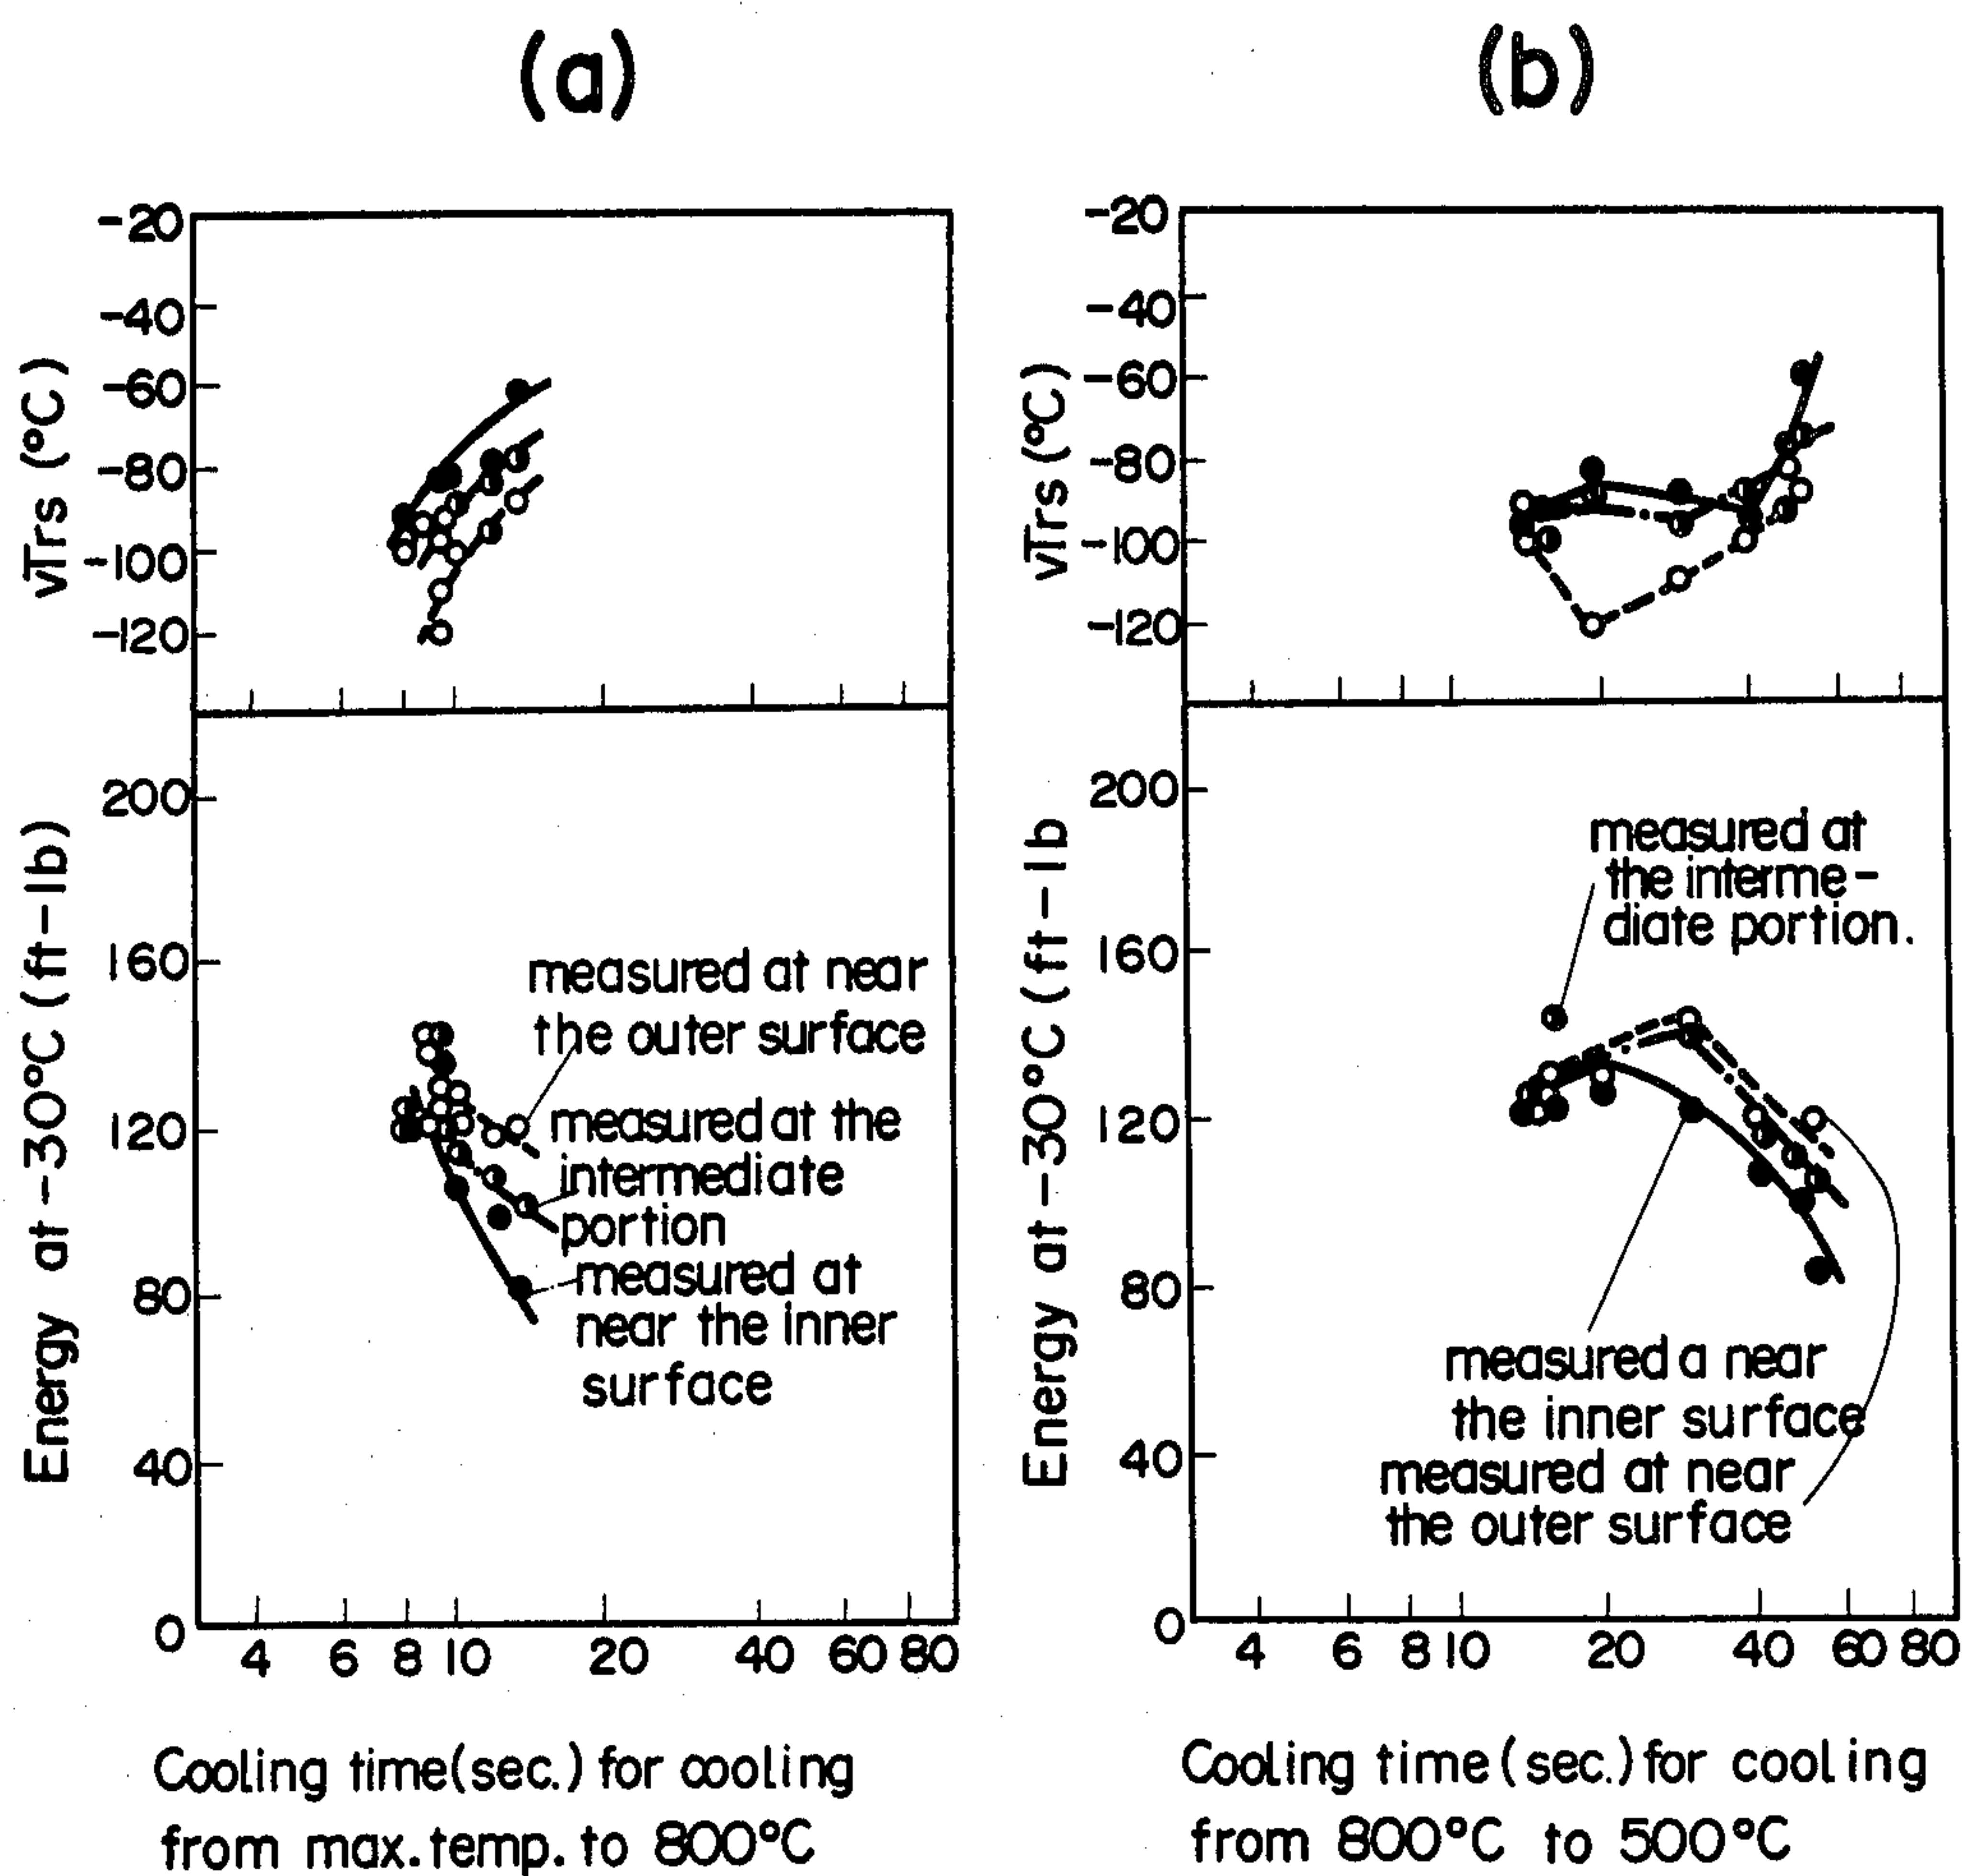 (a)
-20
-40
-60
-80
-100
-120
vTrs (°C)
200
160
120
80
40
0
Energy at -30°C (ft-lb)
measured at near
the outer surface
measured at the
intermediate
portion
measured at
near the inner
surface
4 6 8 10 20 40 60 80
Cooling time(sec.) for cooling
from max. temp. to 800°C
(b)
-20
-40
-60
-80
-100
-120
vTrs (°C)
200
160
120
80
40
0
Energy at -30°C (ft-lb
measured at
the interme-
diate portion.
measured a near
the inner surface
measured at near
the outer surface
4 6 8 10 20 40 60 80
Cooling time (sec.) for cooling
from 800°C to 500°C